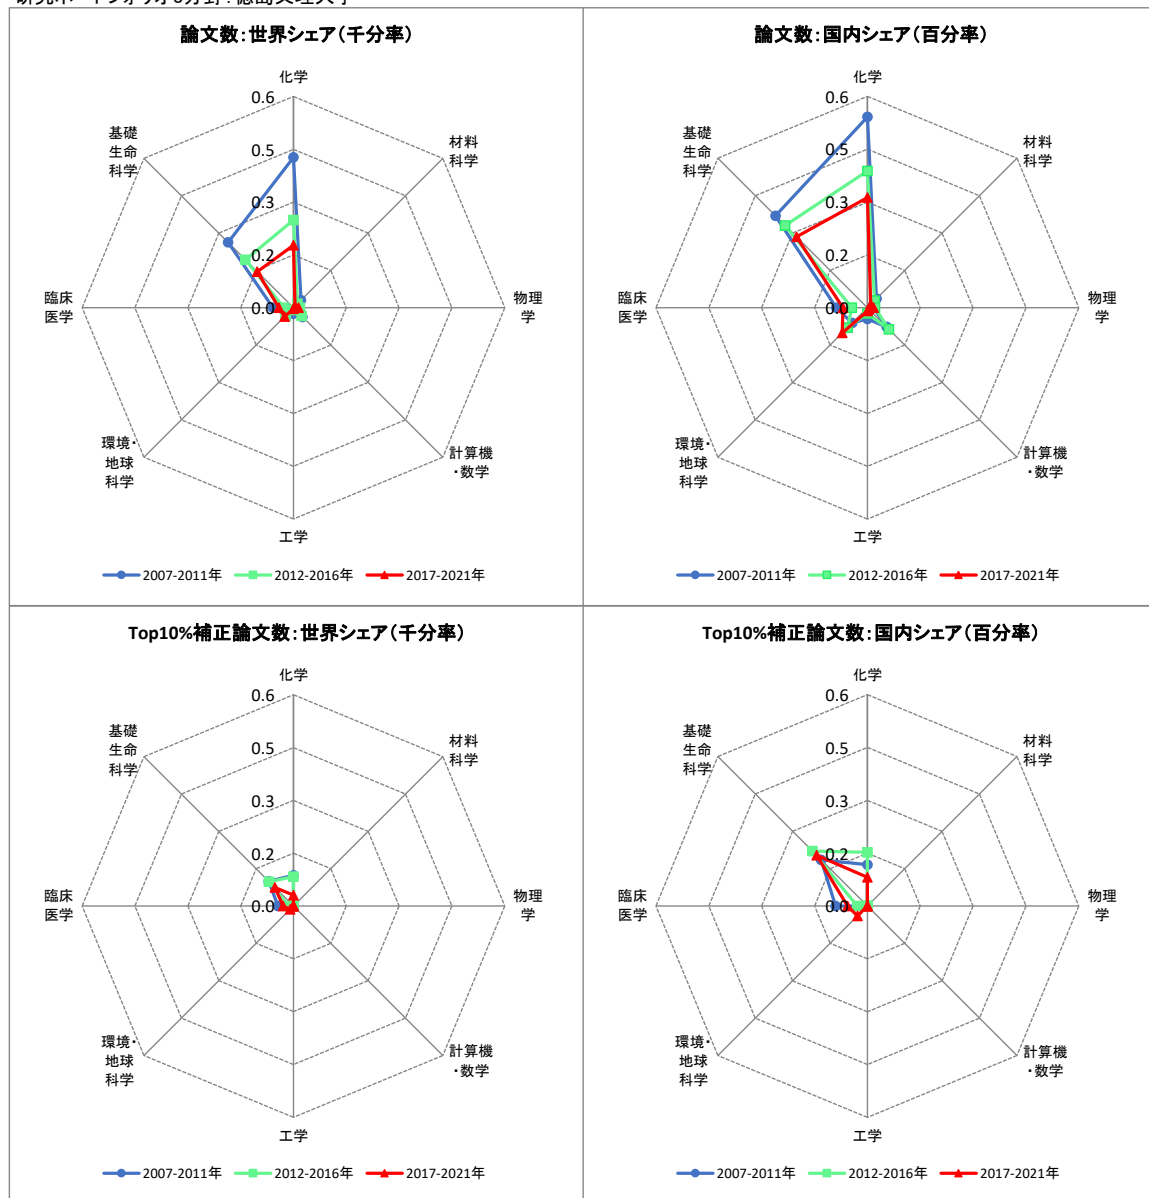 論文数：世界シェア（千分率）
化学
0.6
0.5
0.3
0.2
0.0
材料
科学
物理
学
計算機
・数学
工学
環境・
地球
科学
臨床
医学
基礎
生命
科学
2007-2011年
2012-2016年
2017-2021年
論文数：国内シェア（百分率）
化学
0.6
0.5
0.3
0.2
0.0
材料
科学
物理
学
計算機
・数学
工学
環境・
地球
科学
臨床
医学
基礎
生命
科学
2007-2011年
2012-2016年
2017-2021年
Top10%補正論文数：世界シェア（千分率）
化学
0.6
0.5
0.3
0.2
0.0
材料
科学
物理
学
計算機
・数学
工学
環境・
地球
科学
臨床
医学
基礎
生命
科学
2007-2011年
2012-2016年
2017-2021年
Top10%補正論文数：国内シェア（百分率）
化学
0.6
0.5
0.3
0.2
0.0
材料
科学
物理
学
計算機
・数学
工学
環境・
地球
科学
臨床
医学
基礎
生命
科学
2007-2011年
2012-2016年
2017-2021年